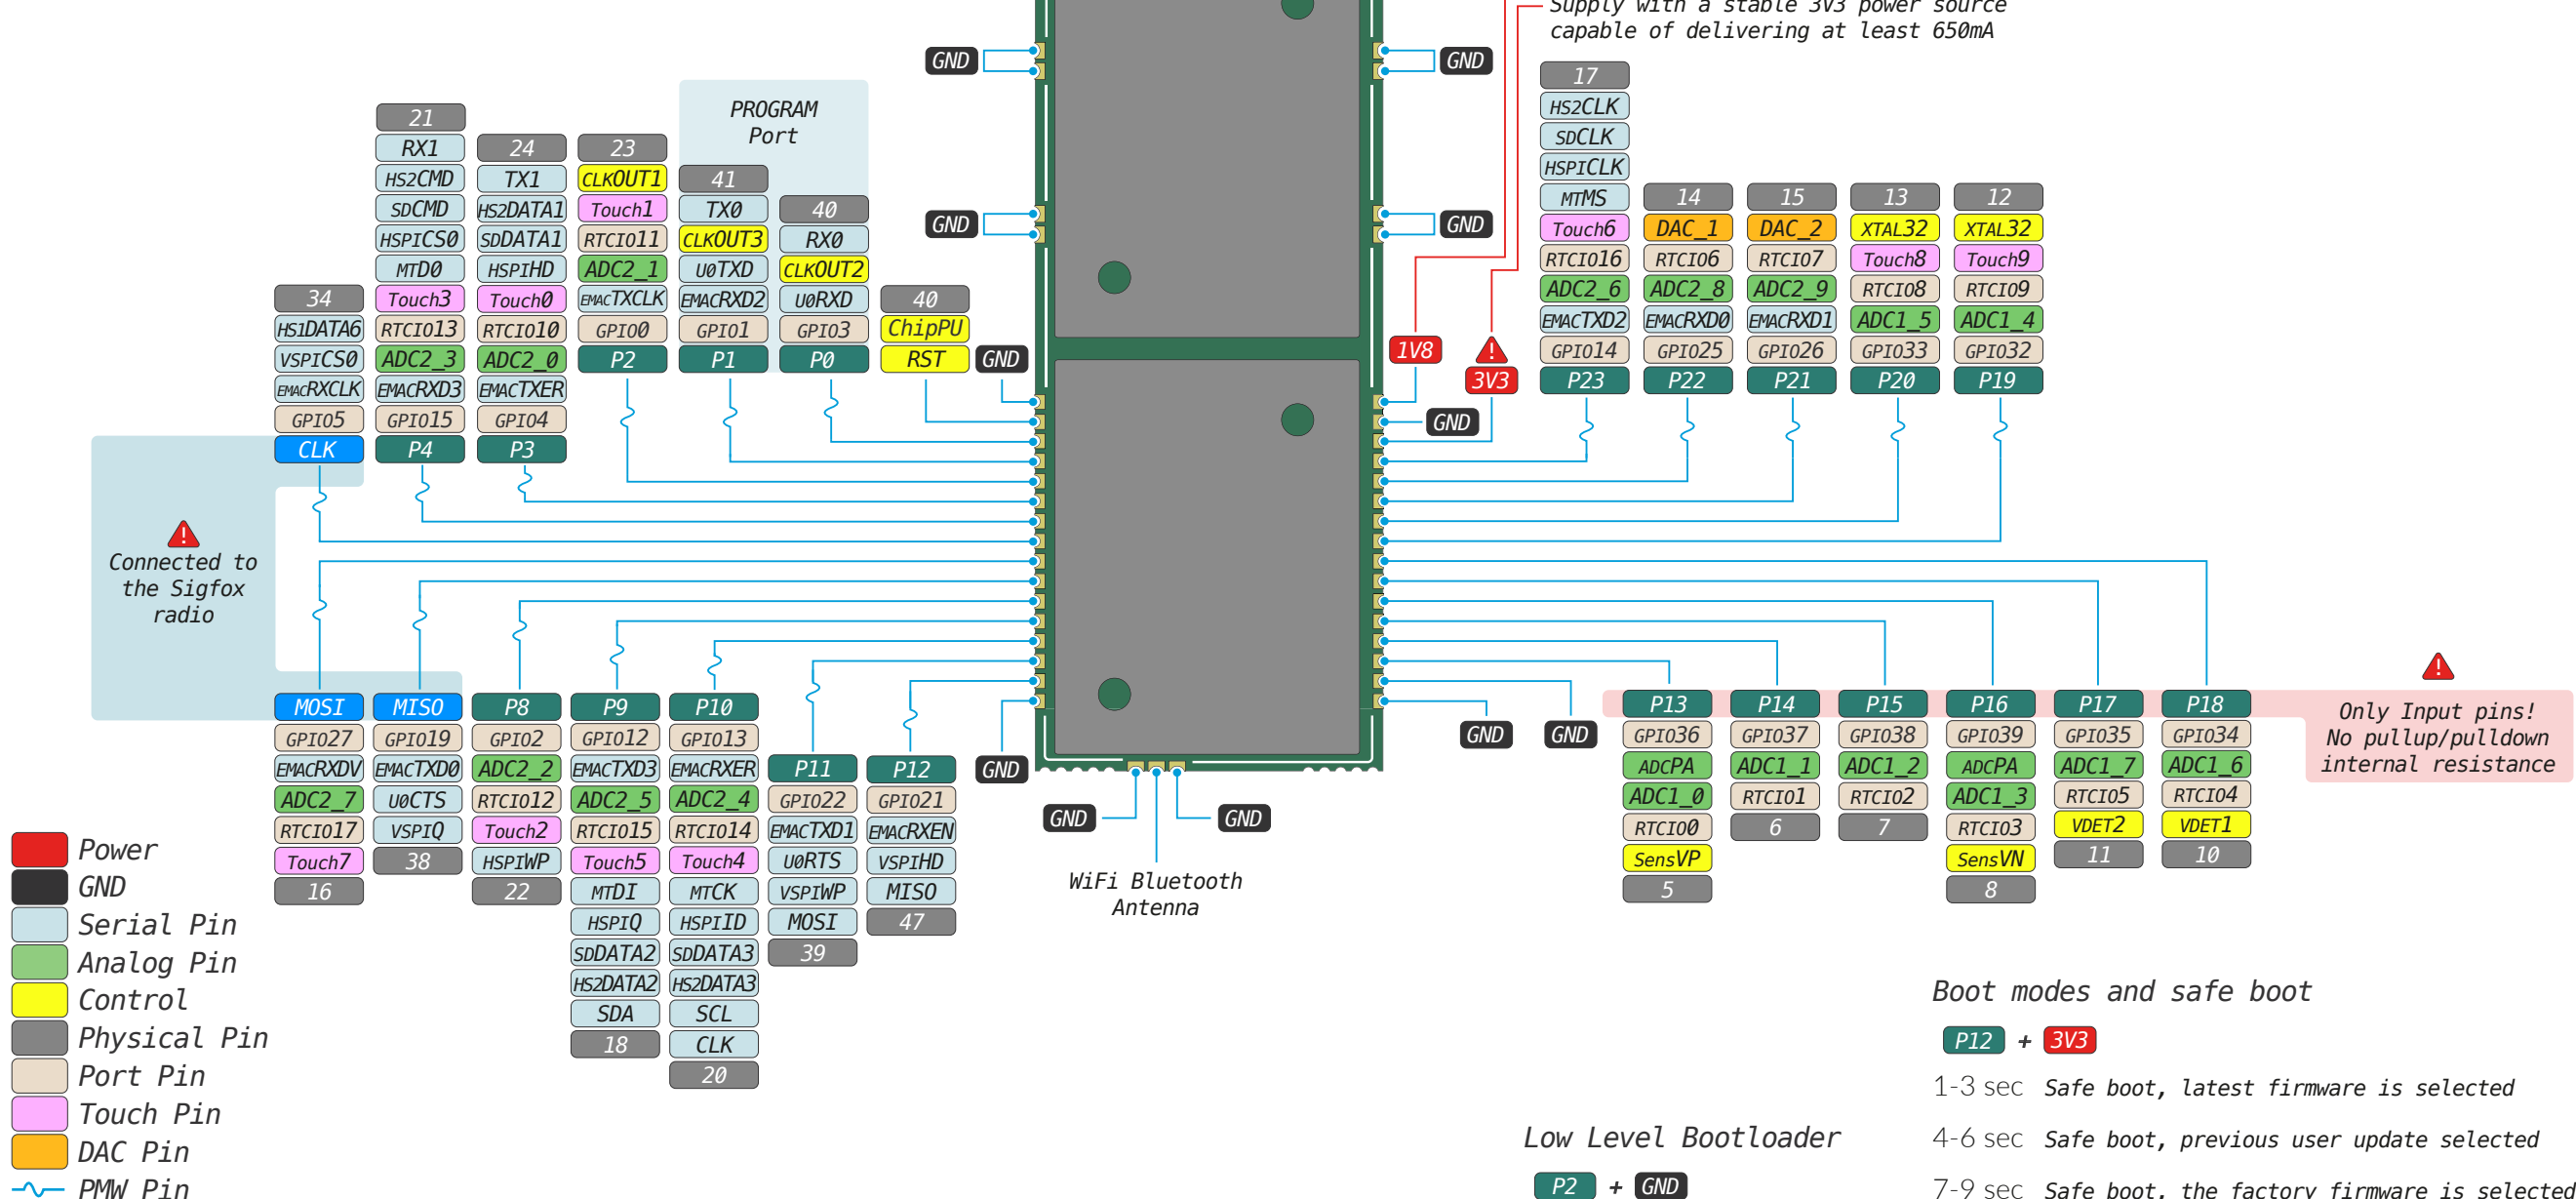 Supply with a stable 3V3 power source
capable of delivering at least 650mA
GND
GND
GND
GND
PROGRAM
Port
34
HS1DATA6
VSPICS0
EMACRXCLK
GPIO5
CLK
21
RX1
HS2CMD
SDCMD
HSPICS0
MTDO
Touch3
RTCIO13
ADC2_3
EMACRXD3
GPIO15
P4
24
TX1
HS2DATA1
SDDATA1
HSPIHD
Touch0
RTCIO10
ADC2_0
EMACTXER
GPIO4
P3
23
CLKOUT1
Touch1
RTCIO11
ADC2_1
EMACTXCLK
GPIO0
P2
41
TX0
CLKOUT3
U0TXD
EMACRXD2
GPIO1
P1
40
RX0
CLKOUT2
U0RXD
GPIO3
P0
40
ChipPU
RST
GND
1V8
3V3
GND
17
HS2CLK
SDCLK
HSPICLK
MTMS
Touch6
RTCIO16
ADC2_6
EMACTXD2
GPIO14
P23
14
DAC_1
RTCIO6
ADC2_8
EMACRXD0
GPIO25
P22
15
DAC_2
RTCIO7
ADC2_9
EMACRXD1
GPIO26
P21
13
XTAL32
Touch8
RTCIO8
ADC1_5
GPIO33
P20
12
XTAL32
Touch9
RTCIO9
ADC1_4
GPIO32
P19
Connected to
the Sigfox
radio
MOSI
GPIO27
EMACRXDV
ADC2_7
RTCIO17
Touch7
16
MISO
GPIO19
EMACTXD0
U0CTS
VSPIQ
38
P8
GPIO2
ADC2_2
RTCIO12
Touch2
HSPIWP
22
P9
GPIO12
EMACTXD3
ADC2_5
RTCIO15
Touch5
MTDI
HSPIQ
SDDATA2
HS2DATA2
SDA
18
P10
GPIO13
EMACRXER
ADC2_4
RTCIO14
Touch4
MTCK
HSPIID
SDDATA3
HS2DATA3
SCL
CLK
20
P11
GPIO22
EMACTXD1
U0RTS
VSPIWP
MOSI
39
P12
GPIO21
EMACRXEN
VSPIHD
MISO
47
GND
GND
GND
WiFi Bluetooth
Antenna
GND
GND
P13
GPIO36
ADCPA
ADC1_0
RTCIO0
SensVP
5
P14
GPIO37
ADC1_1
RTCIO1
6
P15
GPIO38
ADC1_2
RTCIO2
7
P16
GPIO39
ADCPA
ADC1_3
RTCIO3
SensVN
8
P17
GPIO35
ADC1_7
RTCIO5
VDET2
11
P18
GPIO34
ADC1_6
RTCIO4
VDET1
10
Only Input pins!
No pullup/pulldown
internal resistance
Power
GND
Serial Pin
Analog Pin
Control
Physical Pin
Port Pin
Touch Pin
DAC Pin
PMW Pin
Low Level Bootloader
P2 + GND
Boot modes and safe boot
P12 + 3V3
1-3 sec Safe boot, latest firmware is selected
4-6 sec Safe boot, previous user update selected
7-9 sec Safe boot, the factory firmware is selected